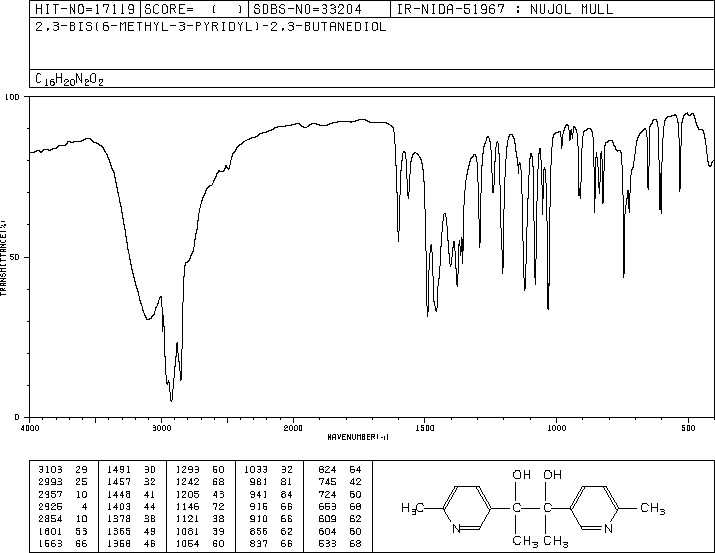 HIT-NO=17119 SCORE= ( ) SDBS-NO=33204 IR-NIDA-51967 : NUJOL MULL
2,3-BIS(6-METHYL-3-PYRIDYL)-2,3-BUTANEDIOL
C16H20N2O2
100
50
0
TRANSMITTANCE(%)
4000 3000 2000 1500 1000 500
WAVENUMBER(-1)
3103 29 1491 30 1293 50 1033 32 824 64
2993 25 1457 32 1242 68 981 81 745 42
2957 10 1448 41 1205 43 941 84 724 60
2925 4 1403 44 1146 72 916 66 653 68
2854 10 1378 38 1121 38 910 66 609 62
1601 53 1365 49 1081 39 856 62 604 60
1563 66 1358 46 1054 60 837 66 533 68
OH OH
H3C CH3
N N
CH3 CH3